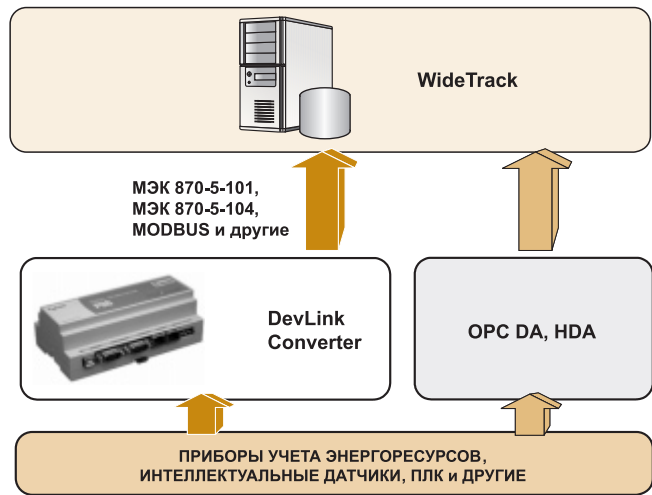 WideTrack
МЭК 870-5-101,
МЭК 870-5-104,
MODBUS и другие
DevLink
Converter
OPC DA, HDA
ПРИБОРЫ УЧЕТА ЭНЕРГОРЕСУРСОВ,
ИНТЕЛЛЕКТУАЛЬНЫЕ ДАТЧИКИ, ПЛК и ДРУГИЕ